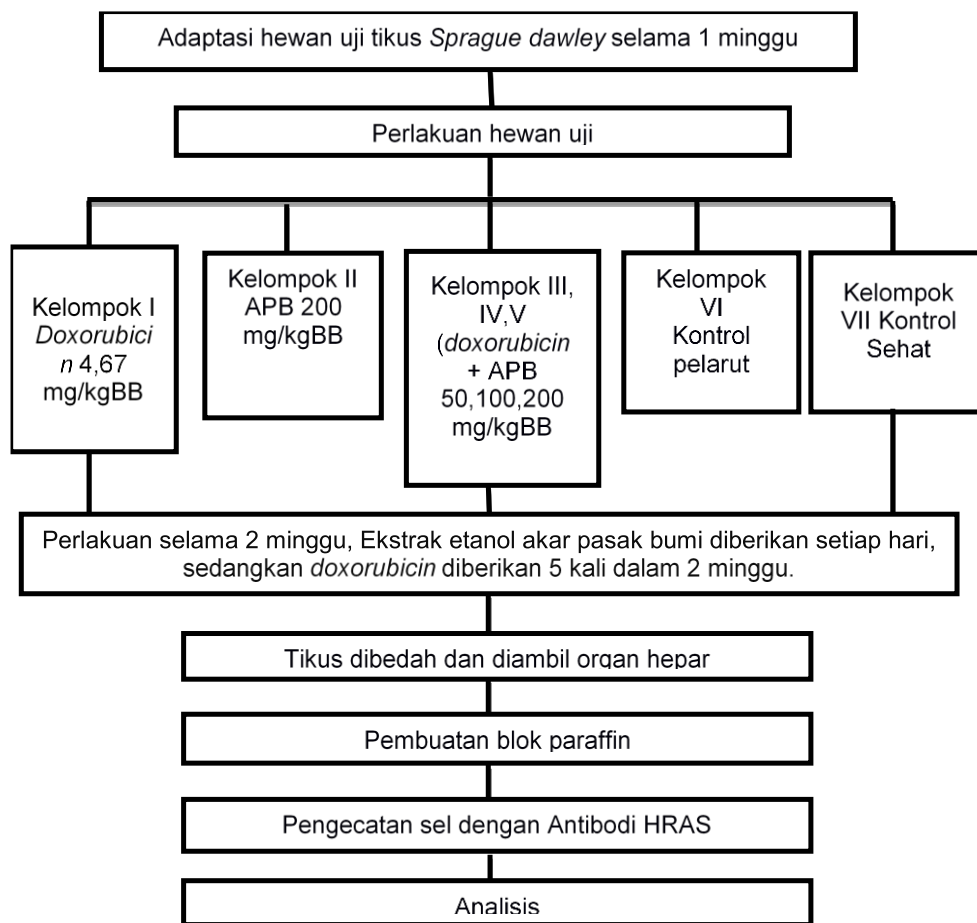 Adaptasi hewan uji tikus Sprague dawley selama 1 minggu
Perlakuan hewan uji
Kelompok I
Doxorubici
n 4,67
mg/kgBB
Kelompok II
APB 200
mg/kgBB
Kelompok III,
IV,V
(doxorubicin
+ APB
50,100,200
mg/kgBB
Kelompok
VI
Kontrol
pelarut
Kelompok
VII Kontrol
Sehat
Perlakuan selama 2 minggu, Ekstrak etanol akar pasak bumi diberikan setiap hari,
sedangkan doxorubicin diberikan 5 kali dalam 2 minggu.
Tikus dibedah dan diambil organ hepar
Pembuatan blok paraffin
Pengecatan sel dengan Antibodi HRAS
Analisis